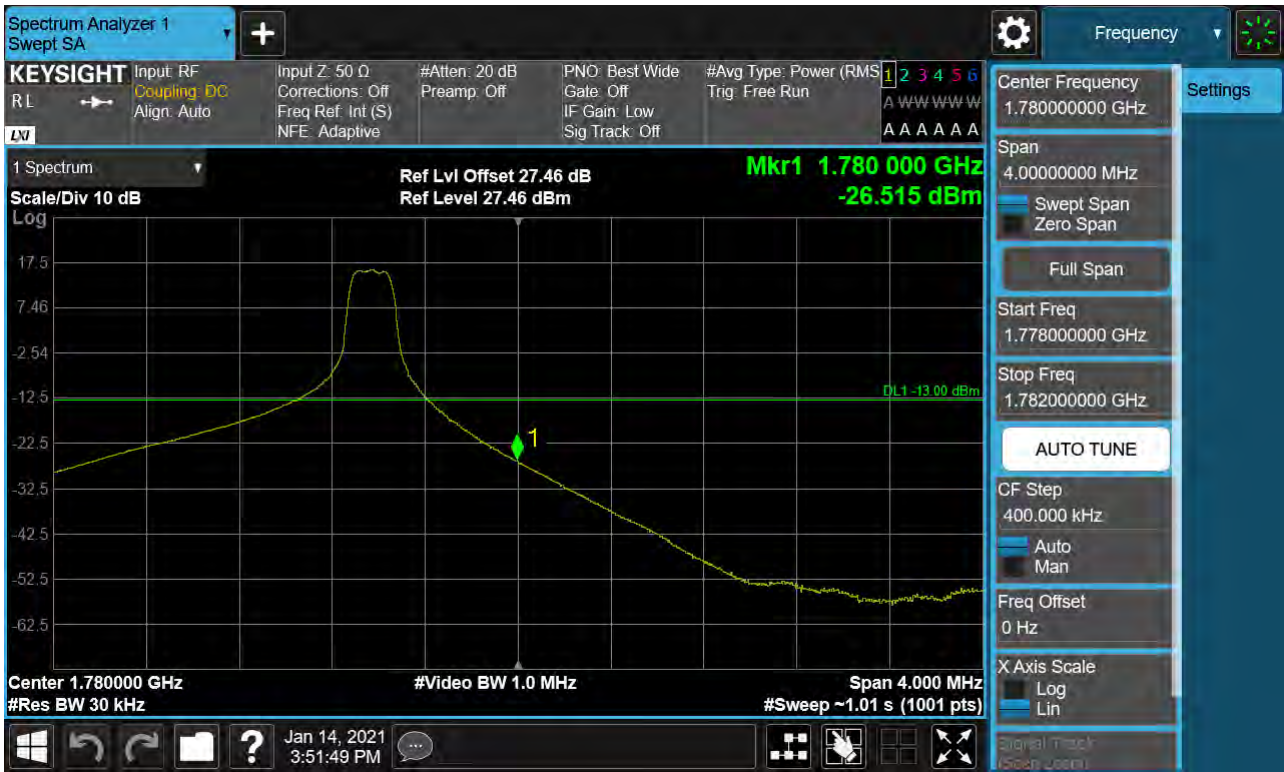 Spectrum Analyzer 1
Swept SA
Frequency
KEYSIGHT
RL
LXI
Input: RF
Coupling: DC
Align: Auto
Input Z: 50 Ω
Corrections: Off
Freq Ref: Int (S)
NFE: Adaptive
#Atten: 20 dB
Preamp: Off
PNO: Best Wide
Gate: Off
IF Gain: Low
Sig Track: Off
#Avg Type: Power (RMS
Trig: Free Run
1 2 3 4 5 6
A W W W W W
A A A A A A
1 Spectrum
Scale/Div 10 dB
Log
Ref Lvl Offset 27.46 dB
Ref Level 27.46 dBm
Mkr1 1.780 000 GHz
-26.515 dBm
17.5
7.46
-2.54
-12.5
-22.5
-32.5
-42.5
-52.5
-62.5
DL1 -13.00 dBm
1
Center 1.780000 GHz
#Res BW 30 kHz
#Video BW 1.0 MHz
Span 4.000 MHz
#Sweep ~1.01 s (1001 pts)
Center Frequency
1.780000000 GHz
Settings
Span
4.00000000 MHz
Swept Span
Zero Span
Full Span
Start Freq
1.778000000 GHz
Stop Freq
1.782000000 GHz
AUTO TUNE
CF Step
400.000 kHz
Auto
Man
Freq Offset
0 Hz
X Axis Scale
Log
Lin
Signal Track
(Span Zoom)
?
Jan 14, 2021
3:51:49 PM